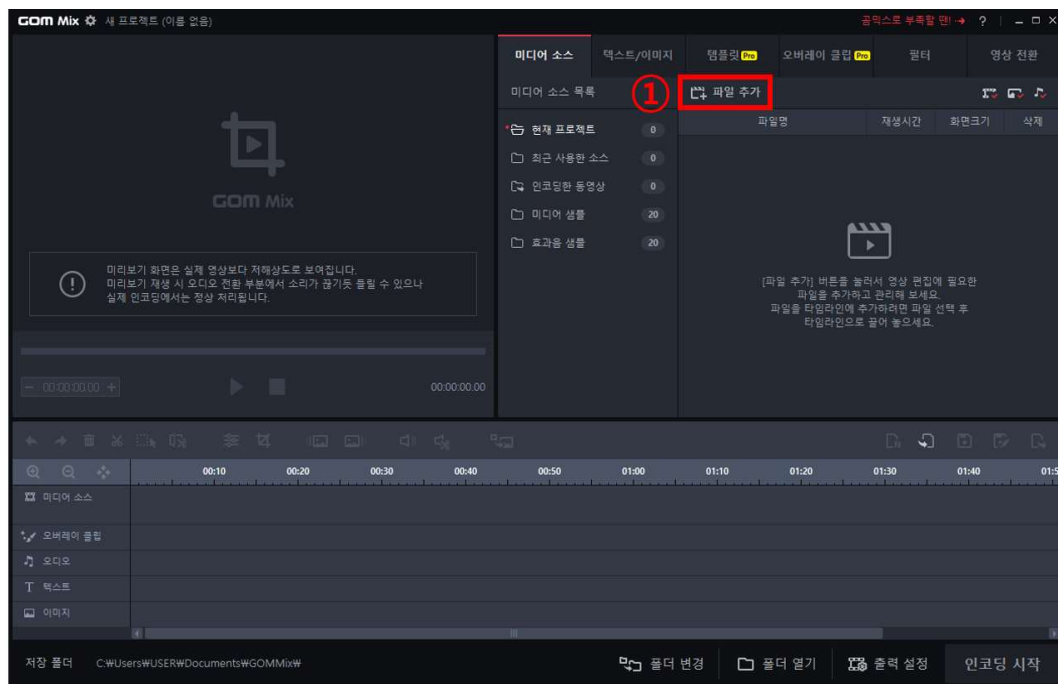 GOM Mix 새 프로젝트 (이름 없음)
곰믹스로 부족할 땐! ?
미디어 소스 텍스트/이미지 템플릿 Pro 오버레이 클립 Pro 필터 영상 전환
미디어 소스 목록
① 파일 추가
파일명 재생시간 화면크기 삭제
현재 프로젝트 0
최근 사용한 소스 0
인코딩한 동영상 0
미디어 샘플 20
효과음 샘플 20
GOM Mix
미리보기 화면은 실제 영상보다 저해상도로 보여집니다.
미리보기 재생 시 오디오 전환 부분에서 소리가 끊기듯 들릴 수 있으나
실제 인코딩에서는 정상 처리됩니다.
[파일 추가] 버튼을 눌러서 영상 편집에 필요한
파일을 추가하고 관리해 보세요.
파일을 타임라인에 추가하려면 파일 선택 후
타임라인으로 끌어 놓으세요.
00:00:00.00
00:00:00.00
00:10 00:20 00:30 00:40 00:50 01:00 01:10 01:20 01:30 01:40 01:5
미디어 소스
오버레이 클립
오디오
T 텍스트
이미지
저장 폴더 C:₩Users₩USER₩Documents₩GOMMix₩
폴더 변경 폴더 열기 출력 설정 인코딩 시작